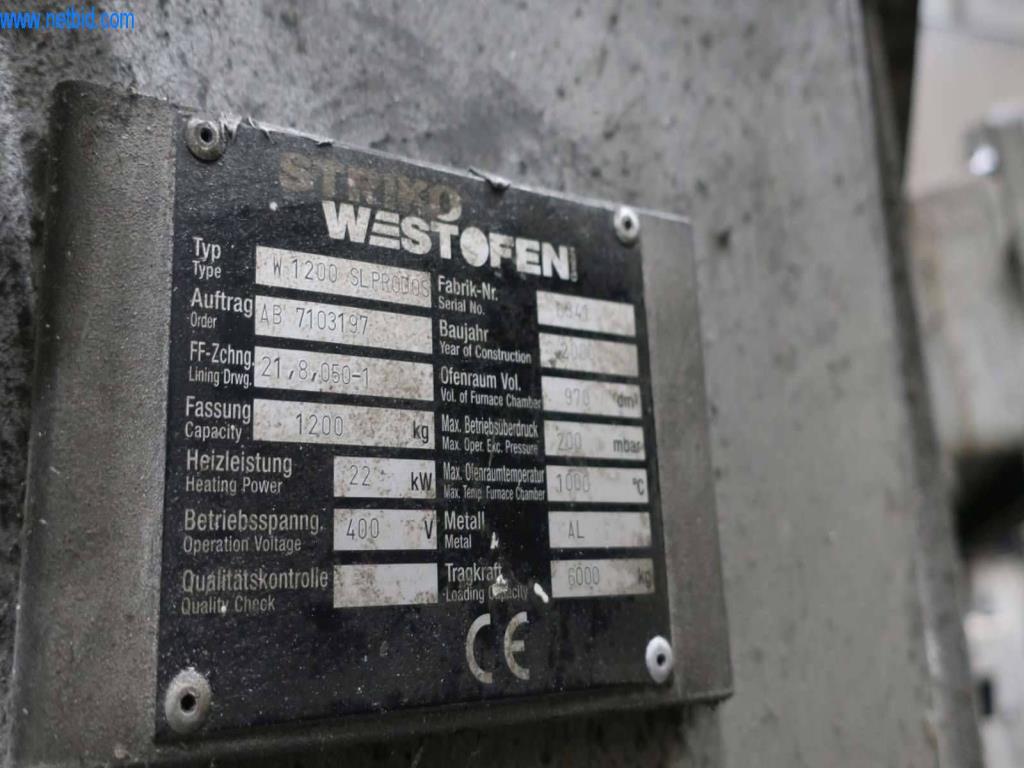 www.netbid.com
STRIKO
WESTOFEN
Typ
Type
W 1200 SLPRODOS
Auftrag
Order
AB 7103197
FF-Zchng.
Lining Drwg.
21,8,050-1
Fassung
Capacity
1200 kg
Heizleistung
Heating Power
22 kW
Betriebsspanng.
Operation Voltage
400 V
Qualitätskontrolle
Quality Check
Fabrik-Nr.
Serial No.
Baujahr
Year of Construction
Ofenraum Vol.
Vol. of Furnace Chamber
970 dm³
Max. Betriebsüberdruck
Max. Oper. Exc. Pressure
200 mbar
Max. Ofenraumtemperatur
Max. Temp. Furnace Chamber
1000 °C
Metall
Metal
AL
Tragkraft
Loading Capacity
6000 kg
CE